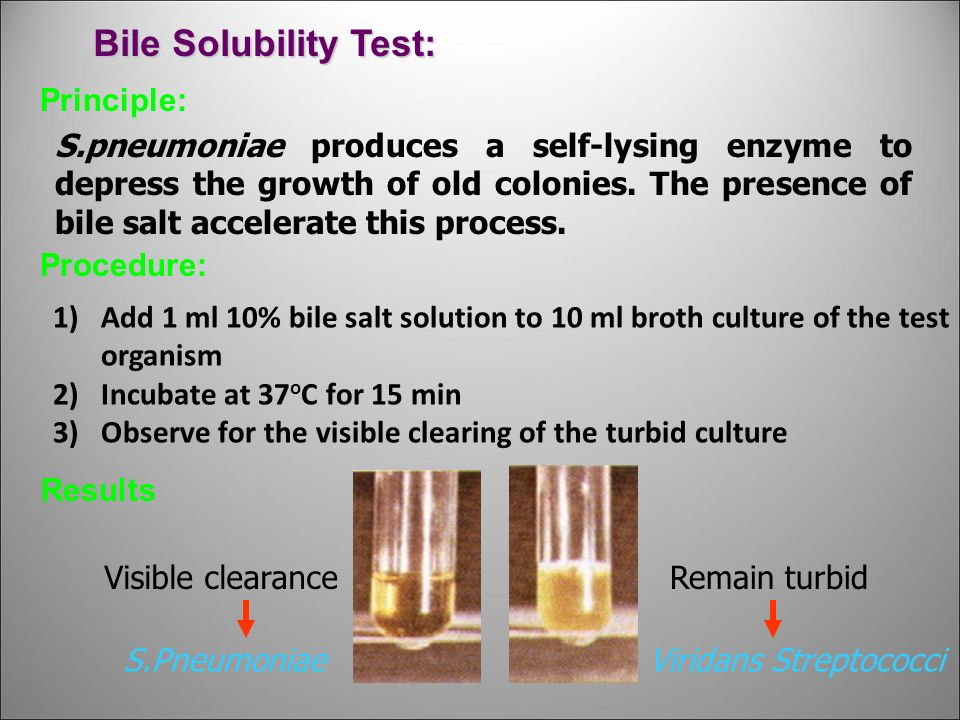 Bile Solubility Test:
Principle:
S.pneumoniae produces a self-lysing enzyme to
depress the growth of old colonies. The presence of
bile salt accelerate this process.
Procedure:
1) Add 1 ml 10% bile salt solution to 10 ml broth culture of the test
organism
2) Incubate at 37ºC for 15 min
3) Observe for the visible clearing of the turbid culture
Results
Visible clearance
Remain turbid
S.Pneumoniae
Viridans Streptococci